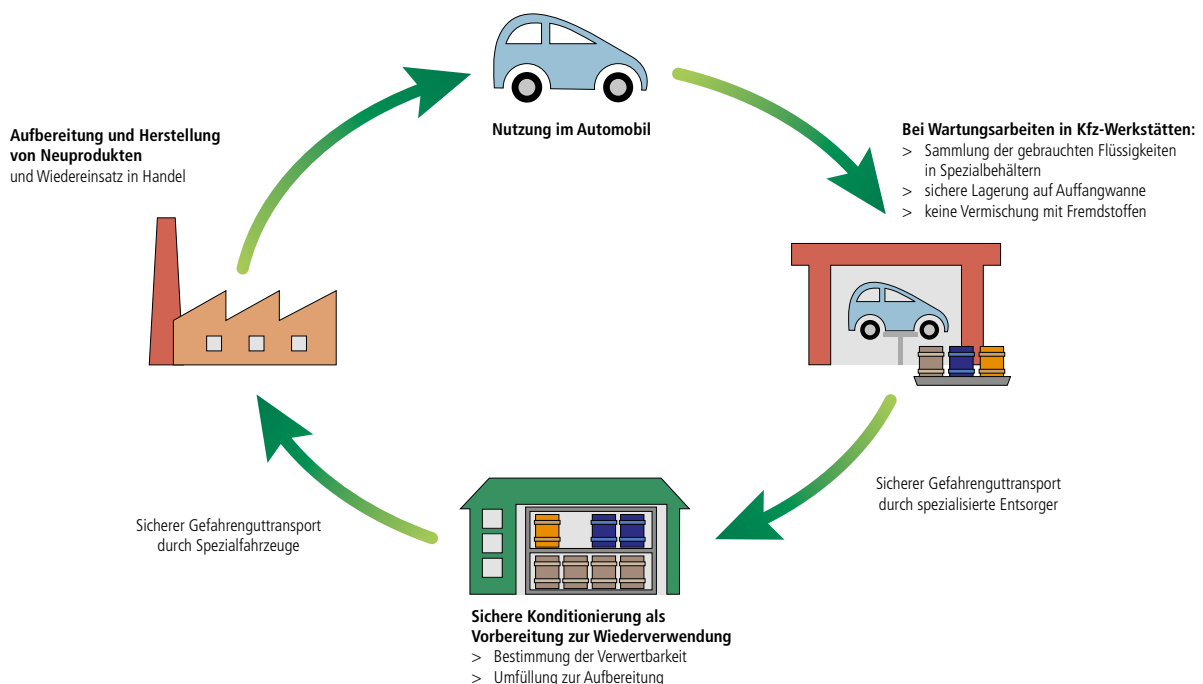 Nutzung im Automobil
Bei Wartungsarbeiten in Kfz-Werkstätten:
> Sammlung der gebrauchten Flüssigkeiten
in Spezialbehältern
> sichere Lagerung auf Auffangwanne
> keine Vermischung mit Fremdstoffen
Sicherer Gefahrenguttransport
durch spezialisierte Entsorger
Sichere Konditionierung als
Vorbereitung zur Wiederverwendung
> Bestimmung der Verwertbarkeit
> Umfüllung zur Aufbereitung
Sicherer Gefahrenguttransport
durch Spezialfahrzeuge
Aufbereitung und Herstellung
von Neuprodukten
und Wiedereinsatz in Handel